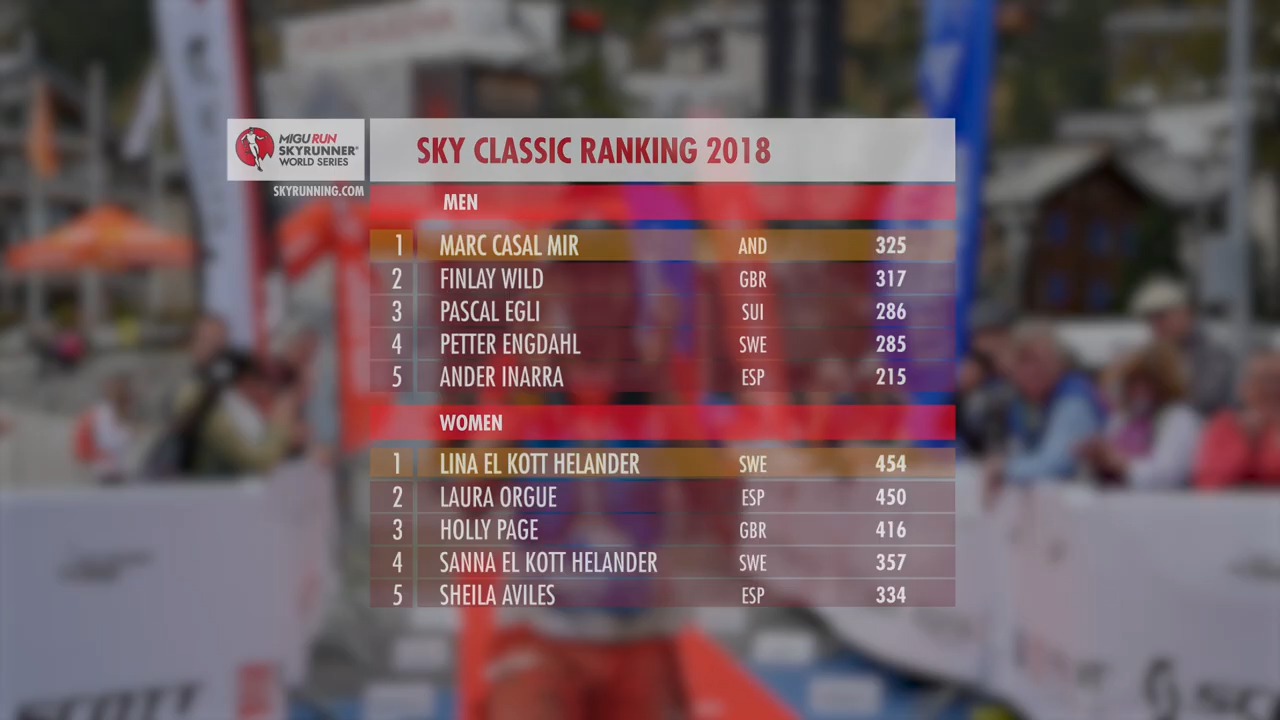 MIGU RUN
SKYRUNNER®
WORLD SERIES
SKYRUNNING.COM
SKY CLASSIC RANKING 2018
MEN
1 MARC CASAL MIR AND 325
2 FINLAY WILD GBR 317
3 PASCAL EGLI SUI 286
4 PETTER ENGDAHL SWE 285
5 ANDER INARRA ESP 215
WOMEN
1 LINA EL KOTT HELANDER SWE 454
2 LAURA ORGUE ESP 450
3 HOLLY PAGE GBR 416
4 SANNA EL KOTT HELANDER SWE 357
5 SHEILA AVILES ESP 334
SCOTT